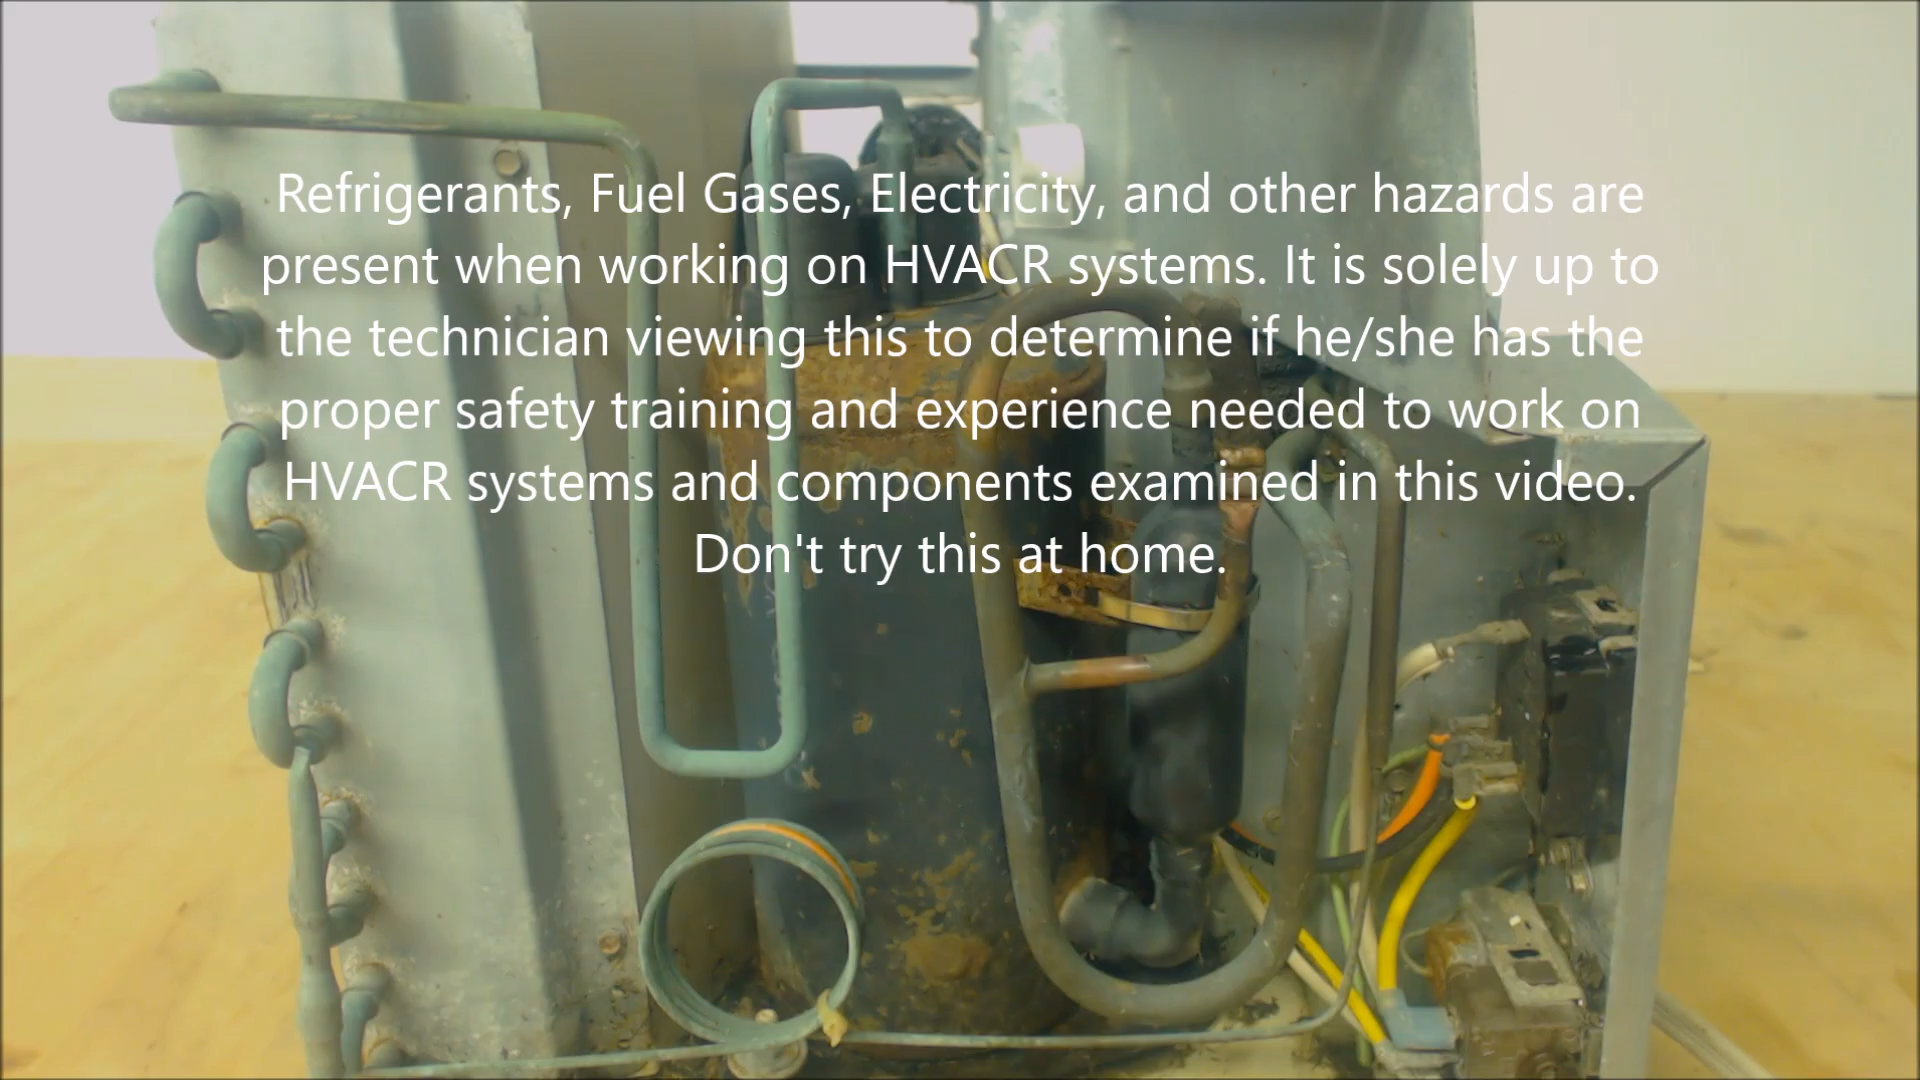 Refrigerants, Fuel Gases, Electricity, and other hazards are
present when working on HVACR systems. It is solely up to
the technician viewing this to determine if he/she has the
proper safety training and experience needed to work on
HVACR systems and components examined in this video.
Don't try this at home.